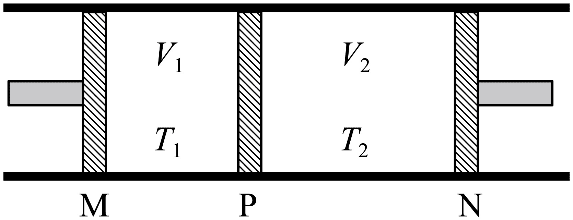 V₁ V₂
T₁ T₂
M P N